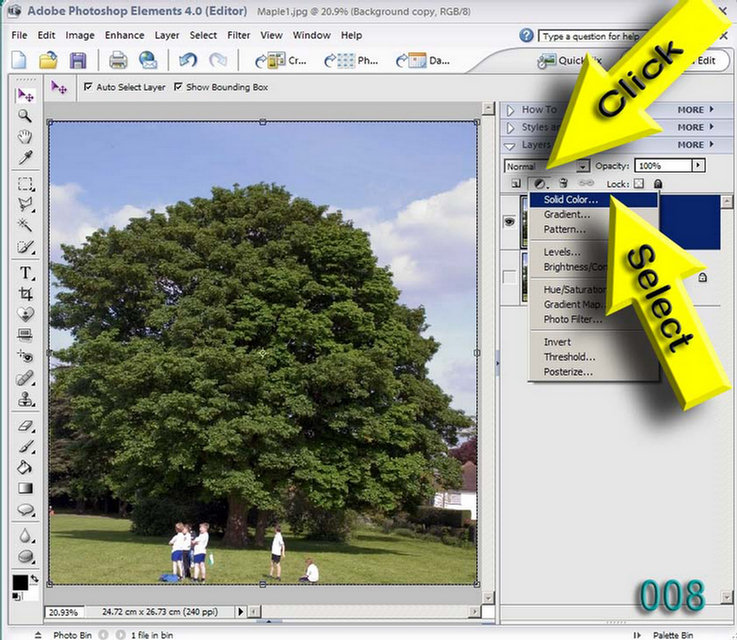 Adobe Photoshop Elements 4.0 (Editor) Maple1.jpg @ 20.9% (Background copy, RGB/8)
File Edit Image Enhance Layer Select Filter View Window Help
Type a question for help
Cr... Ph... Da... Quick Edit
Auto Select Layer Show Bounding Box
Click
How To MORE
Styles MORE
Layers MORE
Normal Opacity: 100%
Lock:
Solid Color...
Gradient...
Pattern...
Levels...
Brightness/Con
Hue/Saturation
Gradient Map..
Photo Filter...
Invert
Threshold...
Posterize...
Select
T
008
20.93% 24.72 cm x 26.73 cm (240 ppi)
Photo Bin 1 file in bin Palette Bin